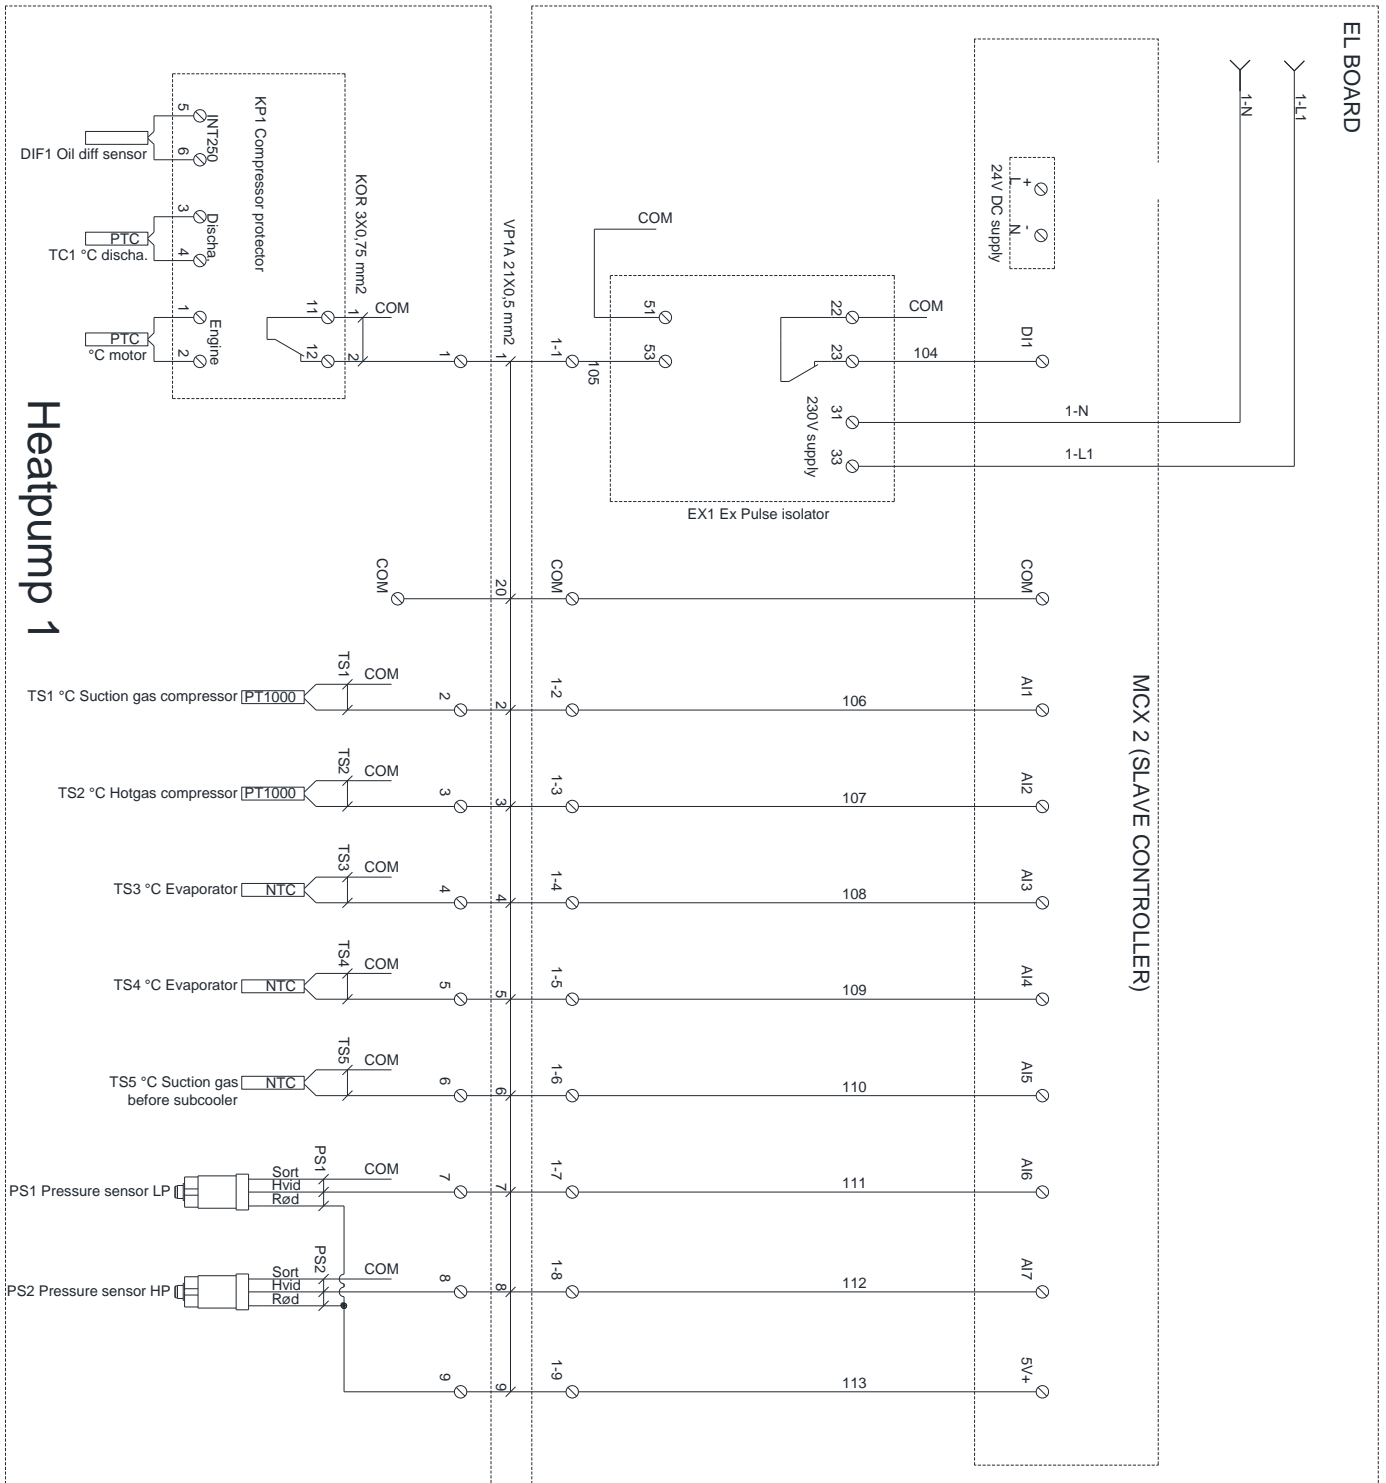 EL BOARD
1-N
1-L1
24V DC supply
L
+
N
-
MCX 2 (SLAVE CONTROLLER)
KP1 Compressor protector
INT250
5
6
DIF1 Oil diff sensor
Discha.
3
4
PTC
TC1 °C discha.
Engine
1
2
PTC
°C motor
11
12
KOR 3X0,75 mm2
1
2
COM
VP1A 21X0,5 mm2
1
1
1-1
105
COM
51
53
22
23
COM
104
DI1
230V supply
31
33
1-N
1-L1
EX1 Ex Pulse isolator
Heatpump 1
COM
20
COM
COM
TS1 °C Suction gas compressor
PT1000
TS1
COM
2
2
1-2
106
AI1
TS2 °C Hotgas compressor
PT1000
TS2
COM
3
3
1-3
107
AI2
TS3 °C Evaporator
NTC
TS3
COM
4
4
1-4
108
AI3
TS4 °C Evaporator
NTC
TS4
COM
5
5
1-5
109
AI4
TS5 °C Suction gas
before subcooler
NTC
TS5
COM
6
6
1-6
110
AI5
PS1 Pressure sensor LP
Sort
Hvid
Rød
PS1
COM
7
7
1-7
111
AI6
PS2 Pressure sensor HP
Sort
Hvid
Rød
PS2
COM
8
8
1-8
112
AI7
9
9
1-9
113
5V+